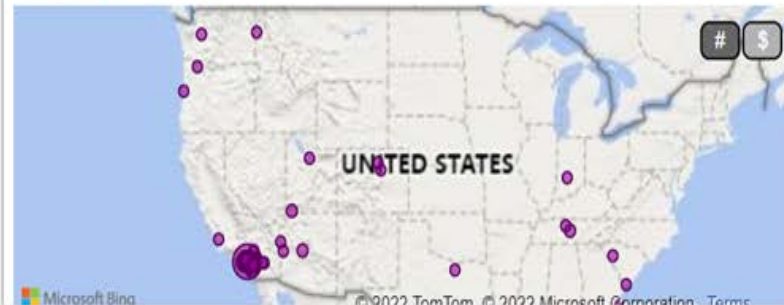 # $
UNITED STATES
Microsoft Bing
© 2022 TomTom, © 2022 Microsoft Corporation Terms